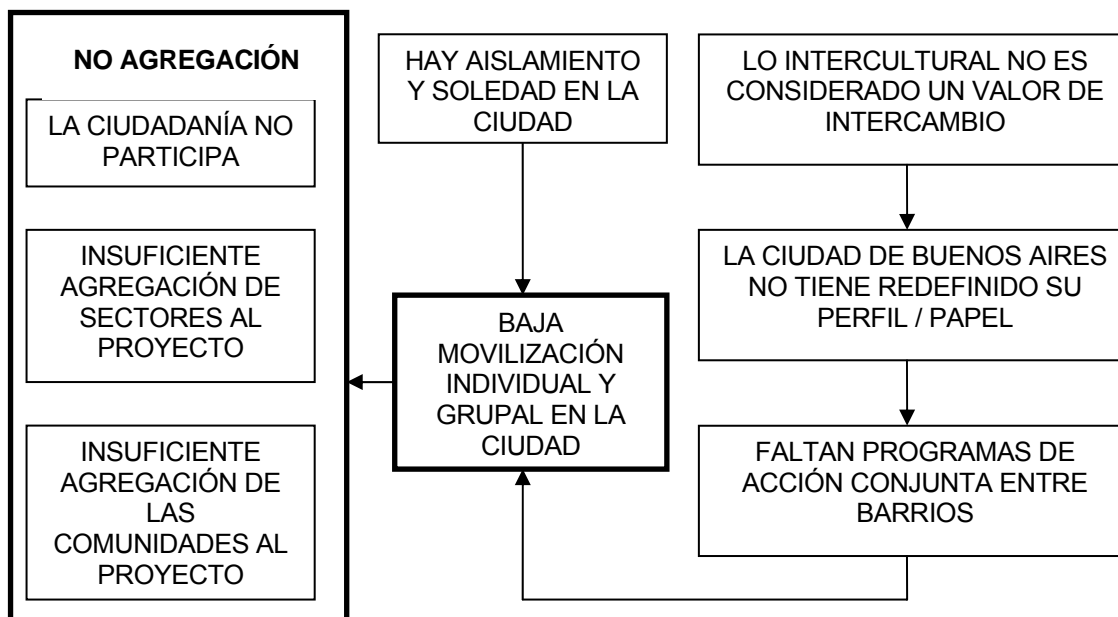 NO AGREGACIÓN
LA CIUDADANÍA NO
PARTICIPA
INSUFICIENTE
AGREGACIÓN DE
SECTORES AL
PROYECTO
INSUFICIENTE
AGREGACIÓN DE
LAS
COMUNIDADES AL
PROYECTO
HAY AISLAMIENTO
Y SOLEDAD EN LA
CIUDAD
BAJA
MOVILIZACIÓN
INDIVIDUAL Y
GRUPAL EN LA
CIUDAD
LO INTERCULTURAL NO ES
CONSIDERADO UN VALOR DE
INTERCAMBIO
LA CIUDAD DE BUENOS AIRES
NO TIENE REDEFINIDO SU
PERFIL / PAPEL
FALTAN PROGRAMAS DE
ACCIÓN CONJUNTA ENTRE
BARRIOS